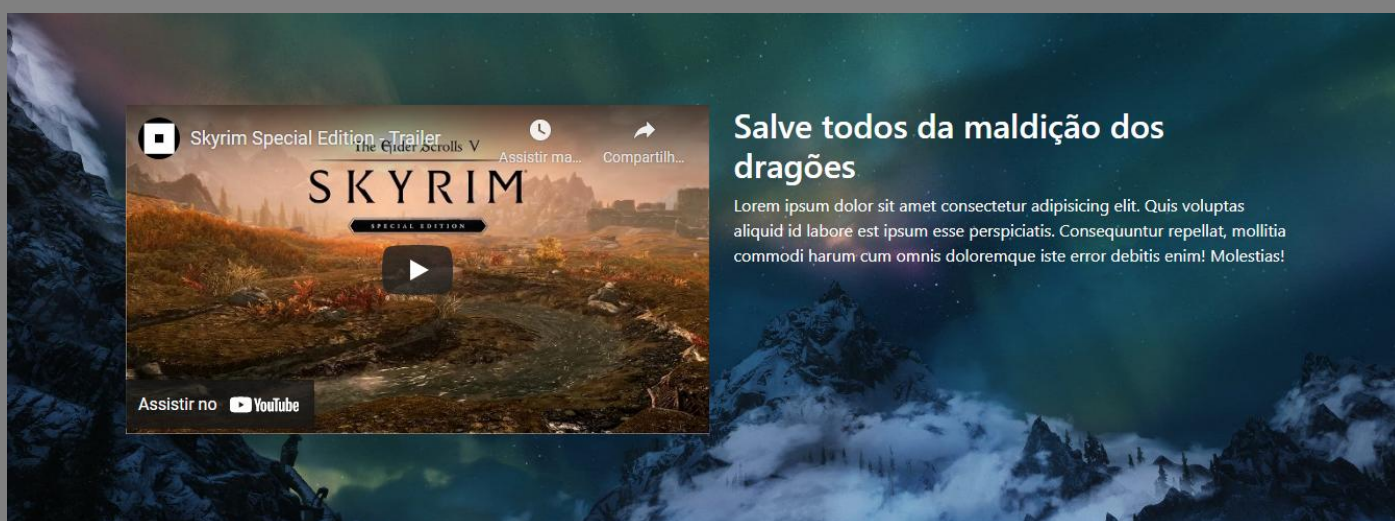 Skyrim Special Edition - Trailer
Assistir ma...
Compartilh...
The Elder Scrolls V
SKYRIM
SPECIAL EDITION
Assistir no YouTube
Salve todos da maldição dos
dragões
Lorem ipsum dolor sit amet consectetur adipisicing elit. Quis voluptas
aliquid id labore est ipsum esse perspiciatis. Consequuntur repellat, mollitia
commodi harum cum omnis doloremque iste error debitis enim! Molestias!